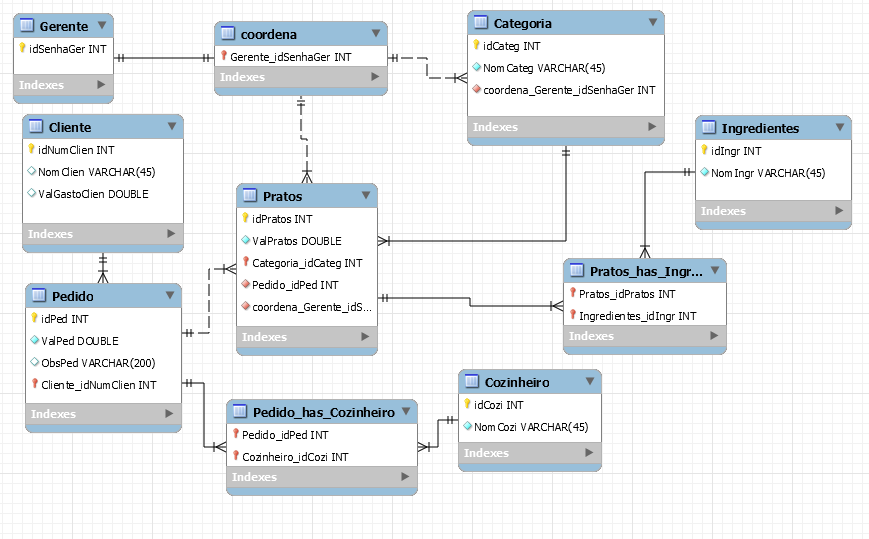 Gerente
idSenhaGer INT
Indexes
coordena
Gerente_idSenhaGer INT
Indexes
Categoria
idCateg INT
NomCateg VARCHAR(45)
coordena_Gerente_idSenhaGer INT
Indexes
Cliente
idNumClien INT
NomClien VARCHAR(45)
ValGastoClien DOUBLE
Indexes
Ingredientes
idIngr INT
NomIngr VARCHAR(45)
Indexes
Pratos
idPratos INT
ValPratos DOUBLE
Categoria_idCateg INT
Pedido_idPed INT
coordena_Gerente_idS...
Indexes
Pratos_has_Ingr...
Pratos_idPratos INT
Ingredientes_idIngr INT
Indexes
Pedido
idPed INT
ValPed DOUBLE
ObsPed VARCHAR(200)
Cliente_idNumClien INT
Indexes
Pedido_has_Cozinheiro
Pedido_idPed INT
Cozinheiro_idCozi INT
Indexes
Cozinheiro
idCozi INT
NomCozi VARCHAR(45)
Indexes